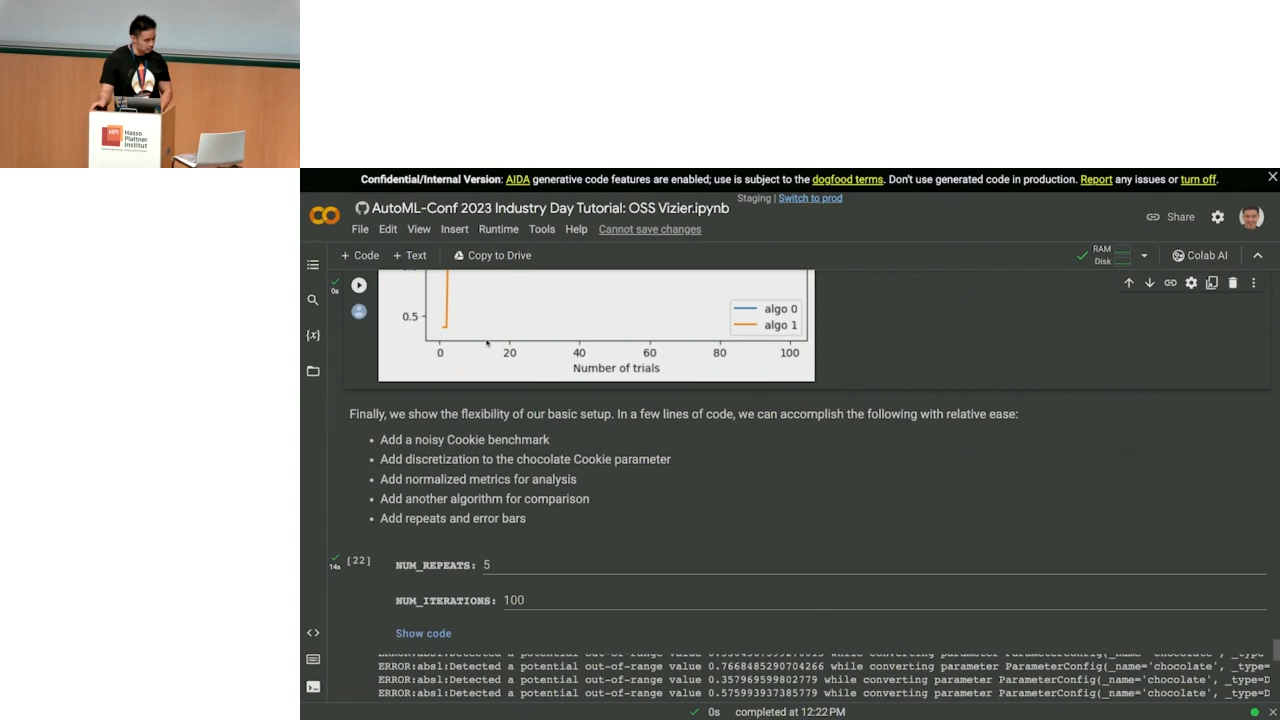 HPI Hasso
Plattner
Institut
Confidential/Internal Version: AIDA generative code features are enabled; use is subject to the dogfood terms. Don't use generated code in production. Report any issues or turn off.
Staging | Switch to prod
AutoML-Conf 2023 Industry Day Tutorial: OSS Vizier.ipynb
Share
File Edit View Insert Runtime Tools Help Cannot save changes
+ Code + Text Copy to Drive
RAM
Disk
Colab AI
0s
0.5
algo 0
algo 1
0 20 40 60 80 100
Number of trials
Finally, we show the flexibility of our basic setup. In a few lines of code, we can accomplish the following with relative ease:
• Add a noisy Cookie benchmark
• Add discretization to the chocolate Cookie parameter
• Add normalized metrics for analysis
• Add another algorithm for comparison
• Add repeats and error bars
14s
[22]
NUM_REPEATS: 5
NUM_ITERATIONS: 100
Show code
ERROR:absl:Detected a potential out-of-range value 0.7668485290704266 while converting parameter ParameterConfig(_name='chocolate', _type=D
ERROR:absl:Detected a potential out-of-range value 0.357969599802779 while converting parameter ParameterConfig(_name='chocolate', _type=D
ERROR:absl:Detected a potential out-of-range value 0.575993937385779 while converting parameter ParameterConfig(_name='chocolate', _type=D
0s completed at 12:22 PM